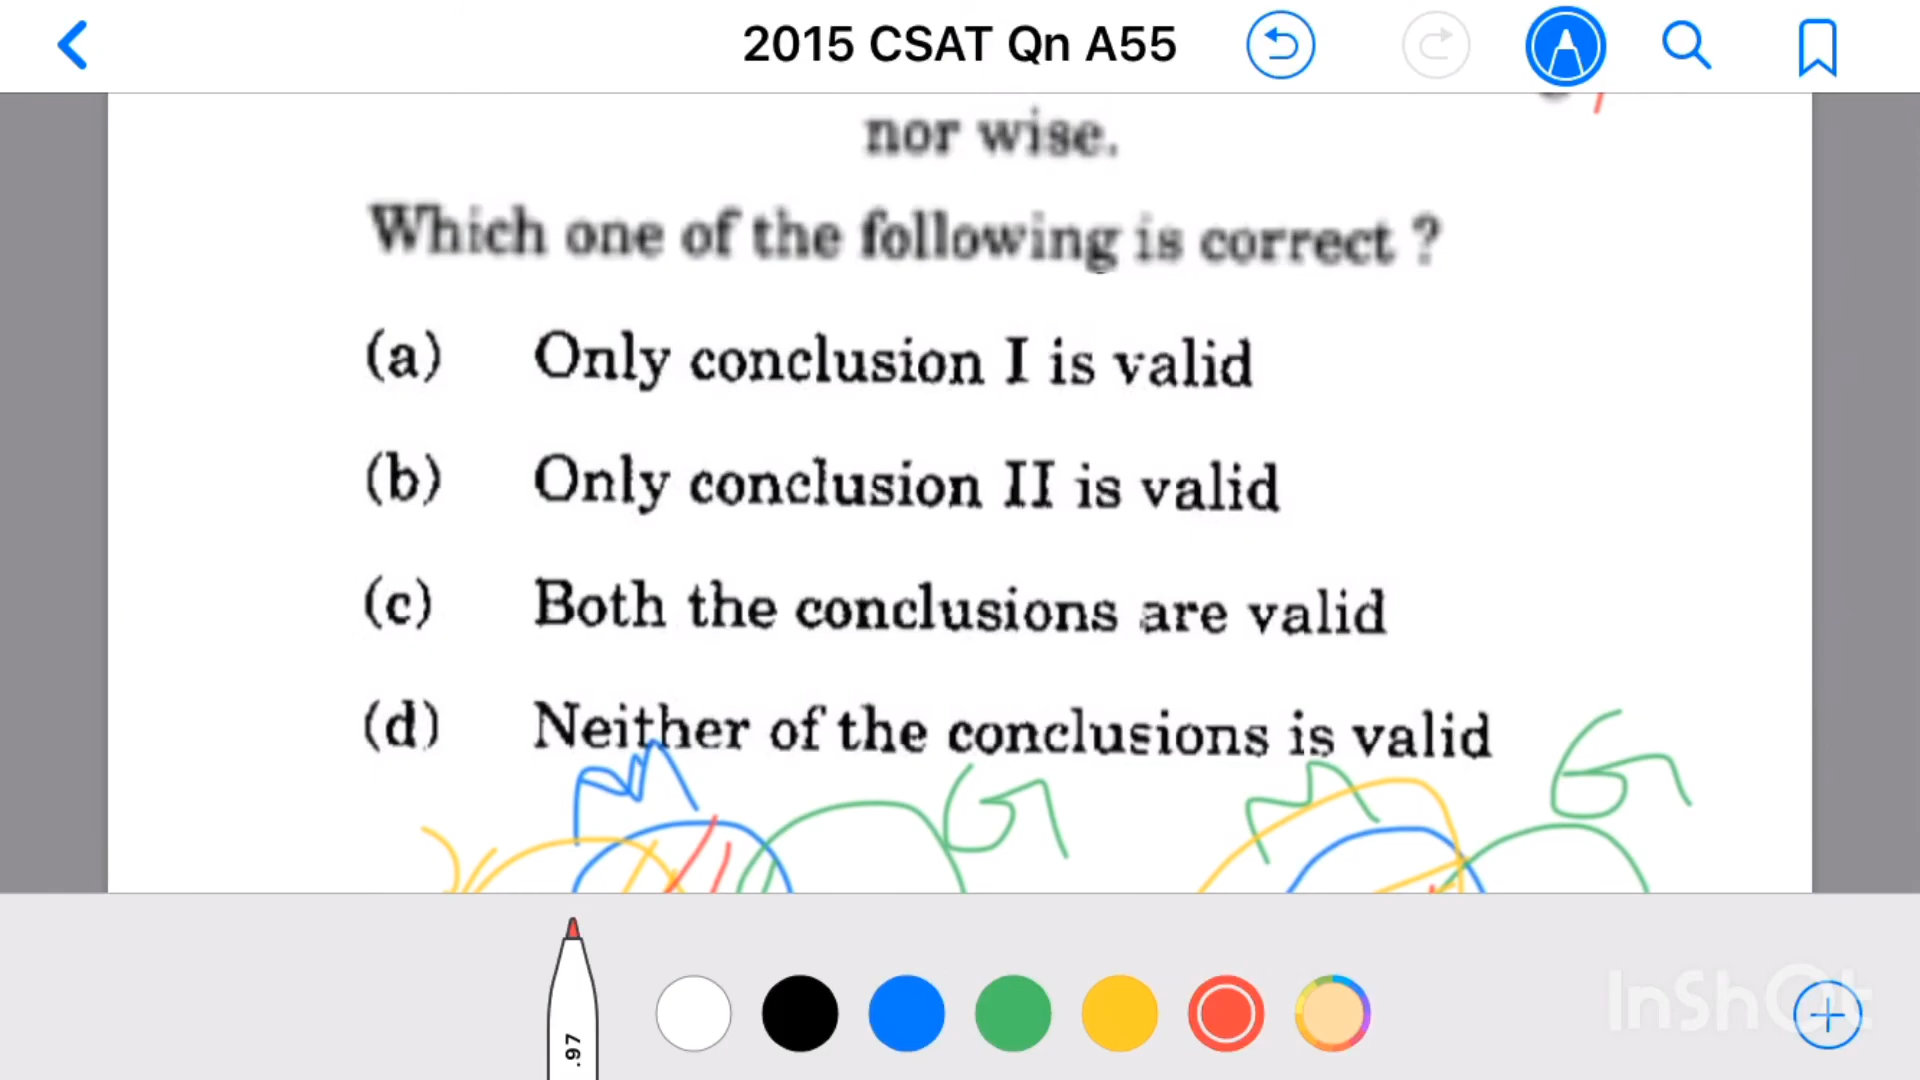 2015 CSAT Qn A55
nor wise.
Which one of the following is correct ?
(a) Only conclusion I is valid
(b) Only conclusion II is valid
(c) Both the conclusions are valid
(d) Neither of the conclusions is valid
G
G
.97
InShOt